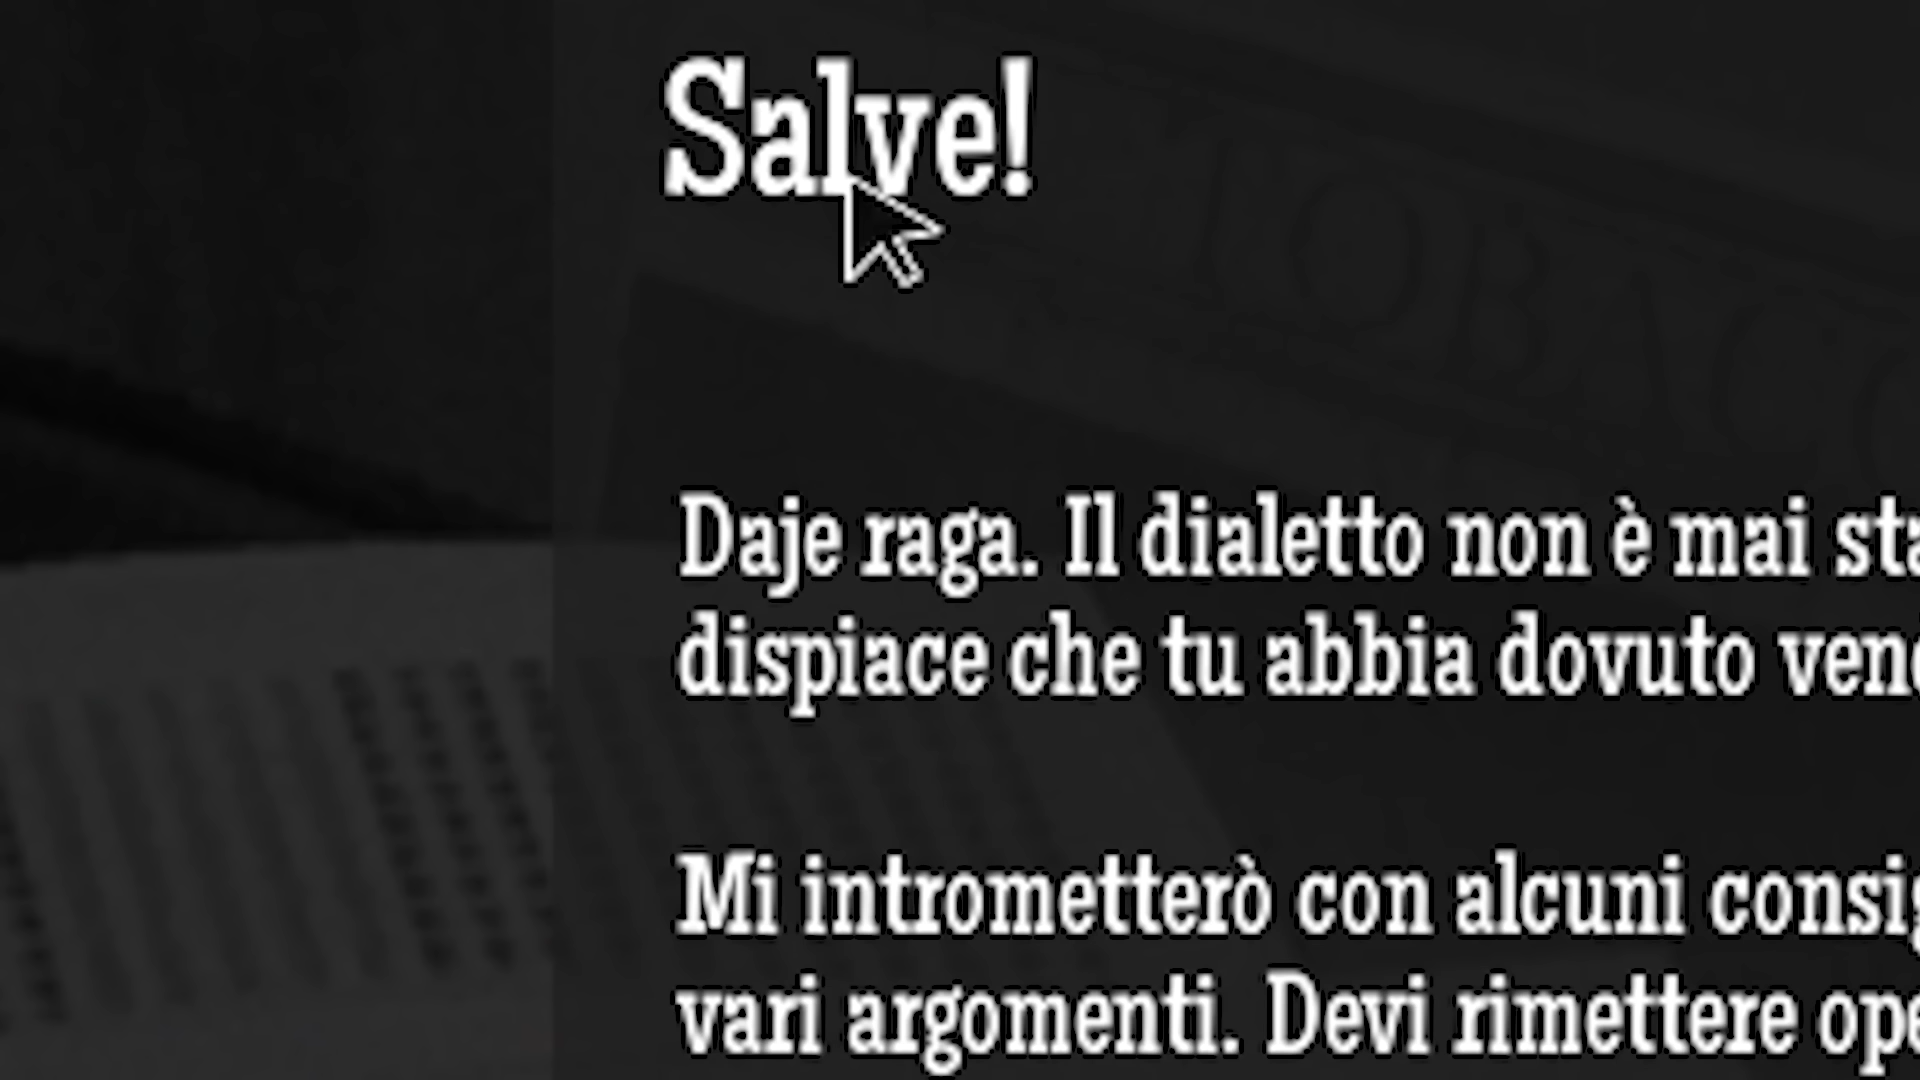 Salve!
TOBACC
Daje raga. Il dialetto non è mai
dispiace che tu abbia dovuto
Mi intrometterò con alcuni
vari argomenti. Devi rimettere